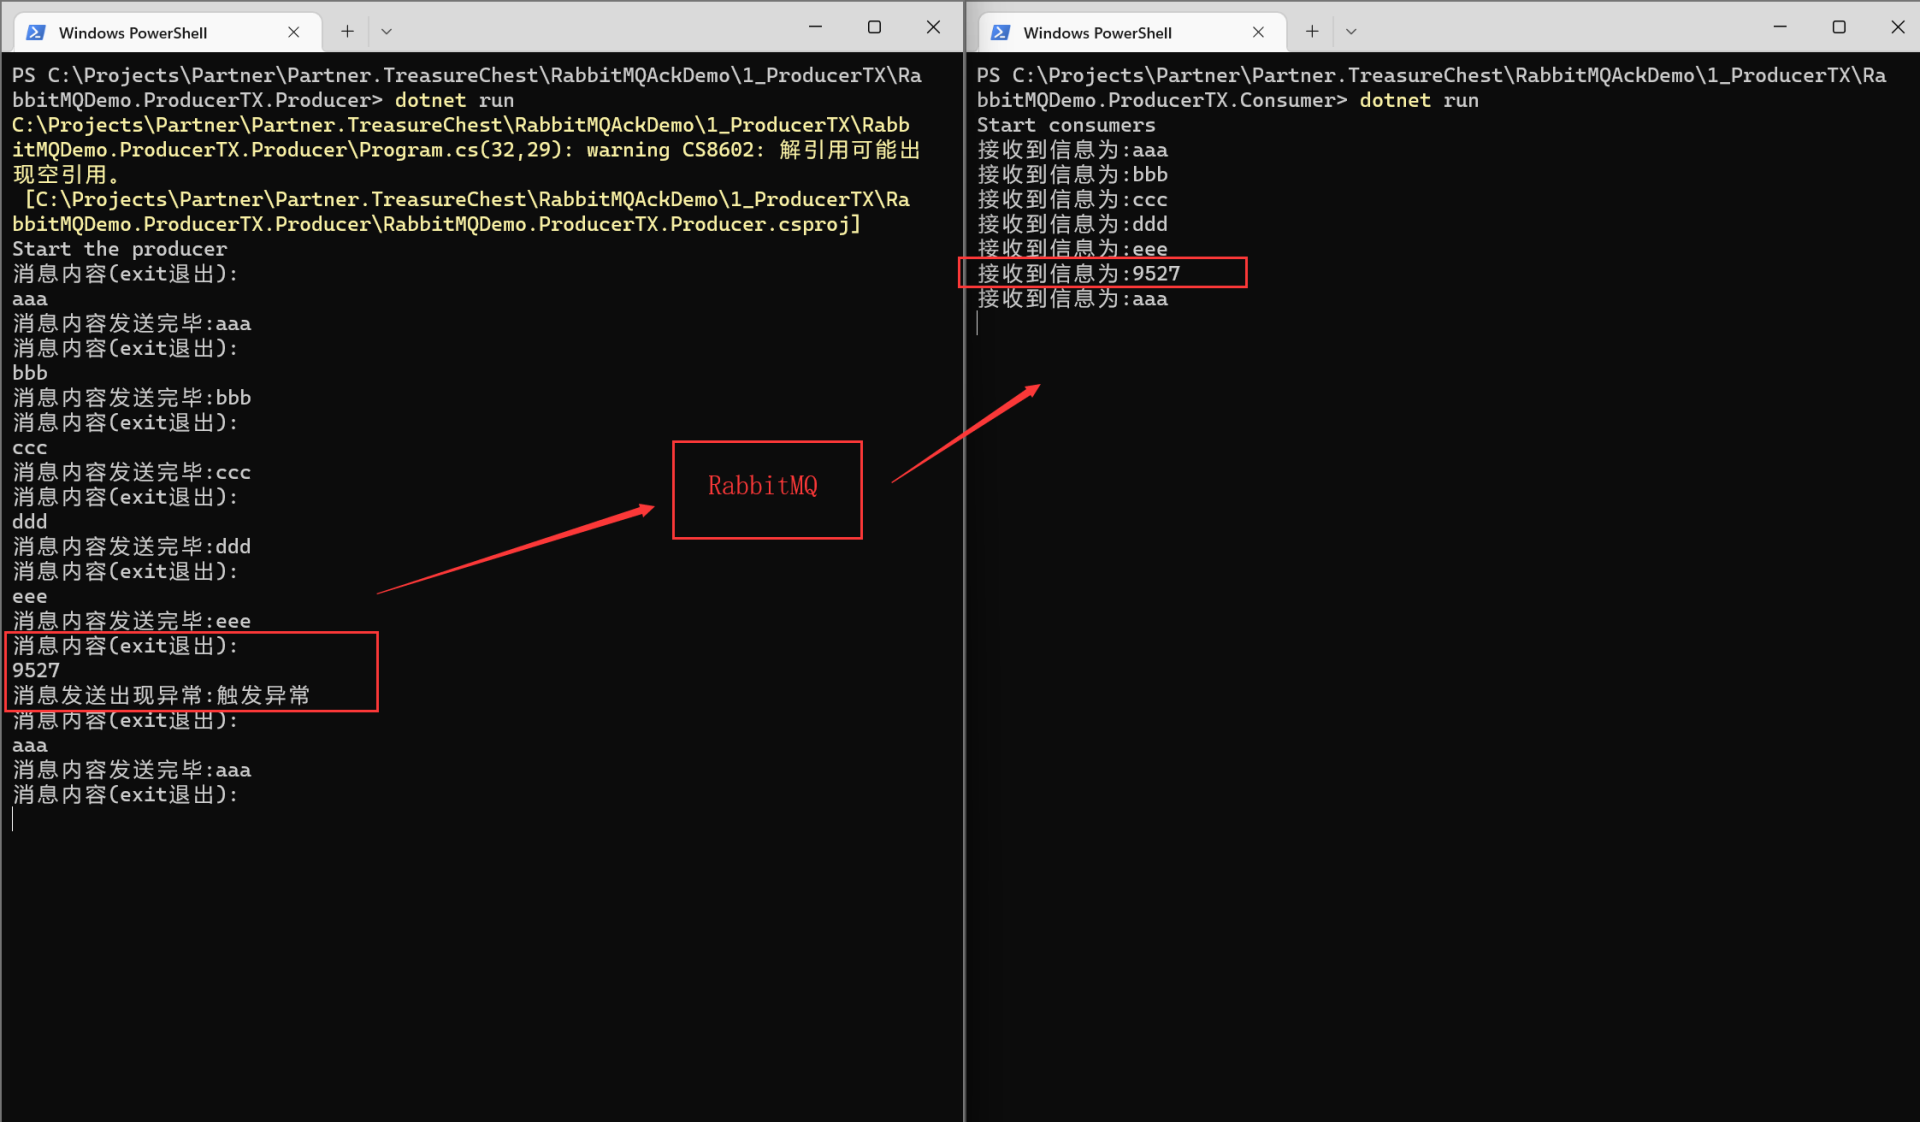 Windows PowerShell
PS C:\Projects\Partner\Partner.TreasureChest\RabbitMQAckDemo\1_ProducerTX\Ra
bbitMQDemo.ProducerTX.Producer> dotnet run
C:\Projects\Partner\Partner.TreasureChest\RabbitMQAckDemo\1_ProducerTX\Rabb
itMQDemo.ProducerTX.Producer\Program.cs(32,29): warning CS8602: 解引用可能出
现空引用。
[C:\Projects\Partner\Partner.TreasureChest\RabbitMQAckDemo\1_ProducerTX\Ra
bbitMQDemo.ProducerTX.Producer\RabbitMQDemo.ProducerTX.Producer.csproj]
Start the producer
消息内容(exit退出):
aaa
消息内容发送完毕:aaa
消息内容(exit退出):
bbb
消息内容发送完毕:bbb
消息内容(exit退出):
ccc
消息内容发送完毕:ccc
消息内容(exit退出):
ddd
消息内容发送完毕:ddd
消息内容(exit退出):
eee
消息内容发送完毕:eee
消息内容(exit退出):
9527
消息发送出现异常:触发异常
消息内容(exit退出):
aaa
消息内容发送完毕:aaa
消息内容(exit退出):
RabbitMQ
Windows PowerShell
PS C:\Projects\Partner\Partner.TreasureChest\RabbitMQAckDemo\1_ProducerTX\Ra
bbitMQDemo.ProducerTX.Consumer> dotnet run
Start consumers
接收到信息为:aaa
接收到信息为:bbb
接收到信息为:ccc
接收到信息为:ddd
接收到信息为:eee
接收到信息为:9527
接收到信息为:aaa